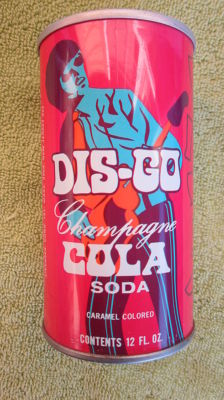 DIS-GO
Champagne
COLA
SODA
CARAMEL COLORED
CONTENTS 12 FL. OZ.